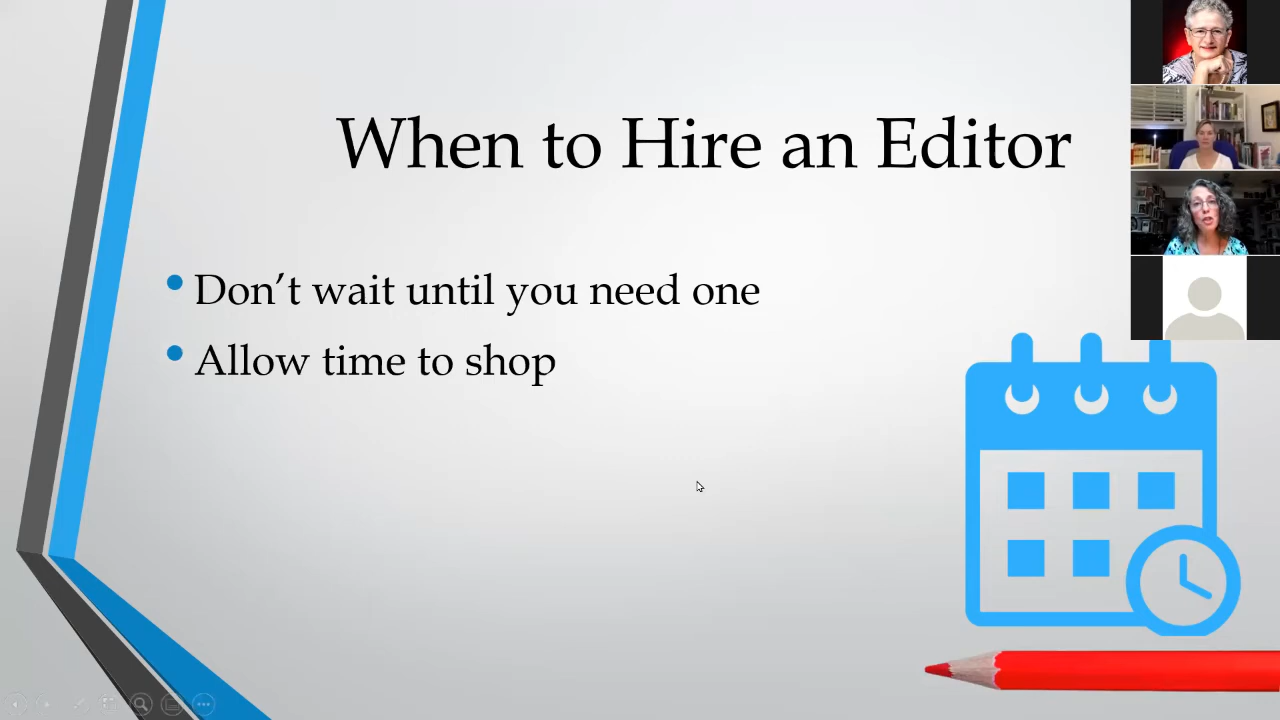 When to Hire an Editor
Don't wait until you need one
Allow time to shop